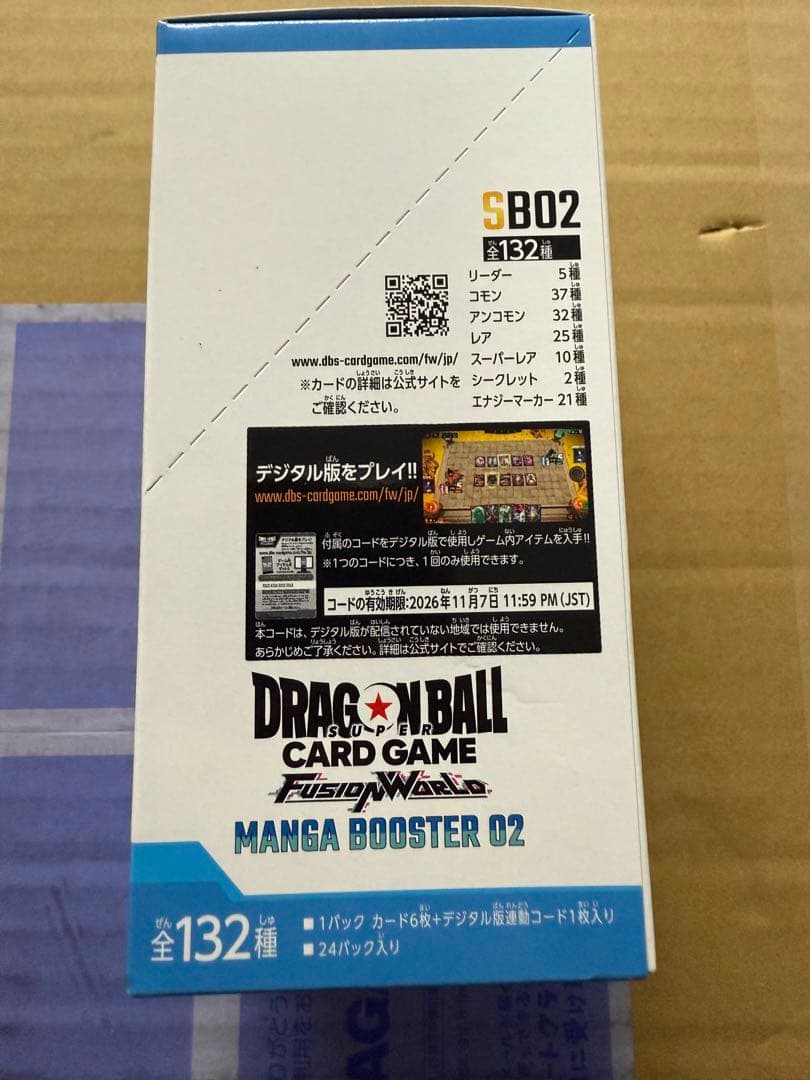 SB02
全132種
リーダー 5種
コモン 37種
アンコモン 32種
レア 25種
スーパーレア 10種
シークレット 2種
エナジーマーカー 21種
www.dbs-cardgame.com/fw/jp/
※カードの詳細は公式サイトを
ご確認ください。
デジタル版をプレイ!!
www.dbs-cardgame.com/fw/jp/
付属のコードをデジタル版で使用しゲーム内アイテムを入手!!
※1つのコードにつき、1回のみ使用できます。
コードの有効期限:2026年11月7日 11:59 PM(JST)
本コードは、デジタル版が配信されていない地域では使用できません。
あらかじめご了承ください。詳細は公式サイトでご確認ください。
DRAGON BALL
SUPER
CARD GAME
FUSION WORLD
MANGA BOOSTER 02
全132種
■1パック カード6枚+デジタル版連動コード1枚入り
■24パック入り